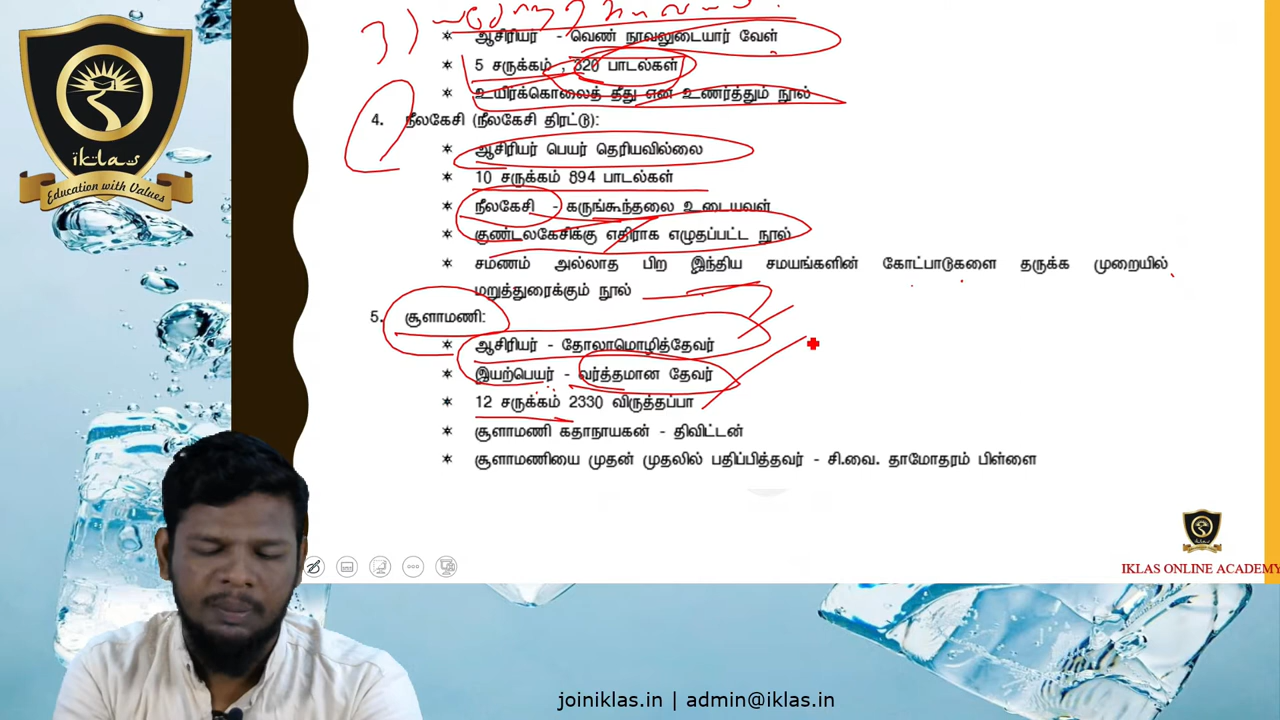 3)
ஆசிரியர் - வெண் நாவலுடையார் வேள்
5 சருக்கம் , 320 பாடல்கள்
உயிர்க்கொலைத் தீது என உணர்த்தும் நூல்
4. நீலகேசி (நீலகேசி திரட்டு):
ஆசிரியர் பெயர் தெரியவில்லை
10 சருக்கம் 894 பாடல்கள்
நீலகேசி - கருங்கூந்தலை உடையவள்
குண்டலகேசிக்கு எதிராக எழுதப்பட்ட நூல்
சமணம் அல்லாத பிற இந்திய சமயங்களின் கோட்பாடுகளை தருக்க முறையில்
மறுத்துரைக்கும் நூல்
5. சூளாமணி:
ஆசிரியர் - தோலாமொழித்தேவர்
இயற்பெயர் - வர்த்தமான தேவர்
12 சருக்கம் 2330 விருத்தப்பா
சூளாமணி கதாநாயகன் - திவிட்டன்
சூளாமணியை முதன் முதலில் பதிப்பித்தவர் - சி.வை. தாமோதரம் பிள்ளை
iklas
Education with Values
IKLAS ONLINE ACADEMY
joiniklas.in | admin@iklas.in